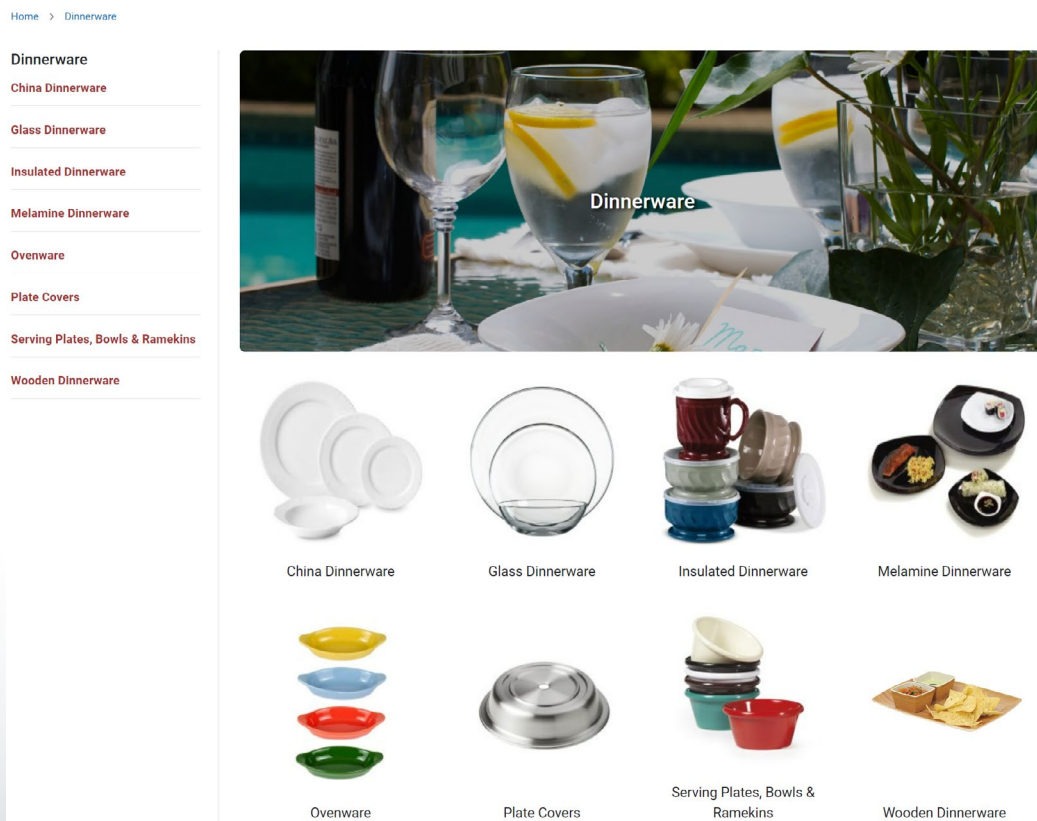 Home > Dinnerware
Dinnerware
China Dinnerware
Glass Dinnerware
Insulated Dinnerware
Melamine Dinnerware
Ovenware
Plate Covers
Serving Plates, Bowls & Ramekins
Wooden Dinnerware
Dinnerware
China Dinnerware
Glass Dinnerware
Insulated Dinnerware
Melamine Dinnerware
Ovenware
Plate Covers
Serving Plates, Bowls &
Ramekins
Wooden Dinnerware